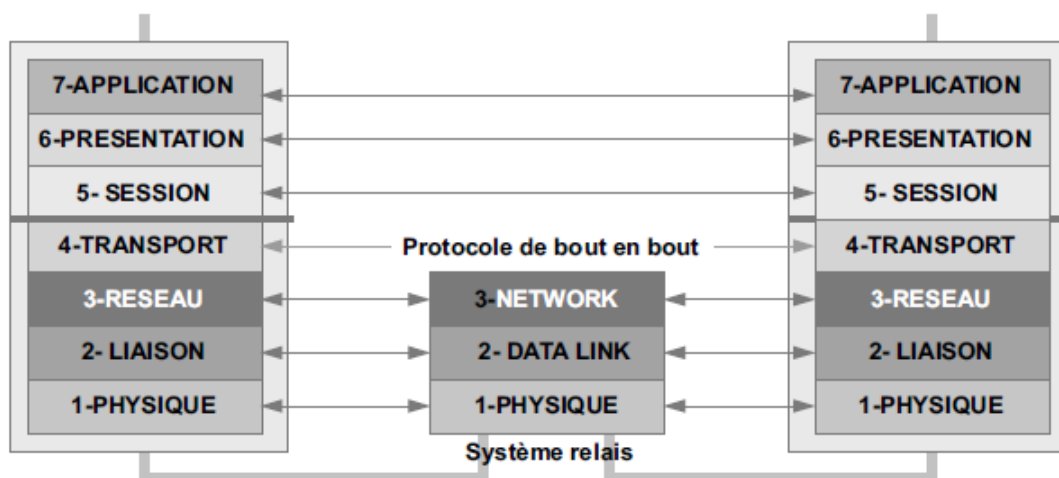 7-APPLICATION
7-APPLICATION
6-PRESENTATION
6-PRESENTATION
5- SESSION
5- SESSION
4-TRANSPORT
Protocole de bout en bout
4-TRANSPORT
3-RESEAU
3-NETWORK
3-RESEAU
2- LIAISON
2- DATA LINK
2- LIAISON
1-PHYSIQUE
1-PHYSIQUE
1-PHYSIQUE
Système relais